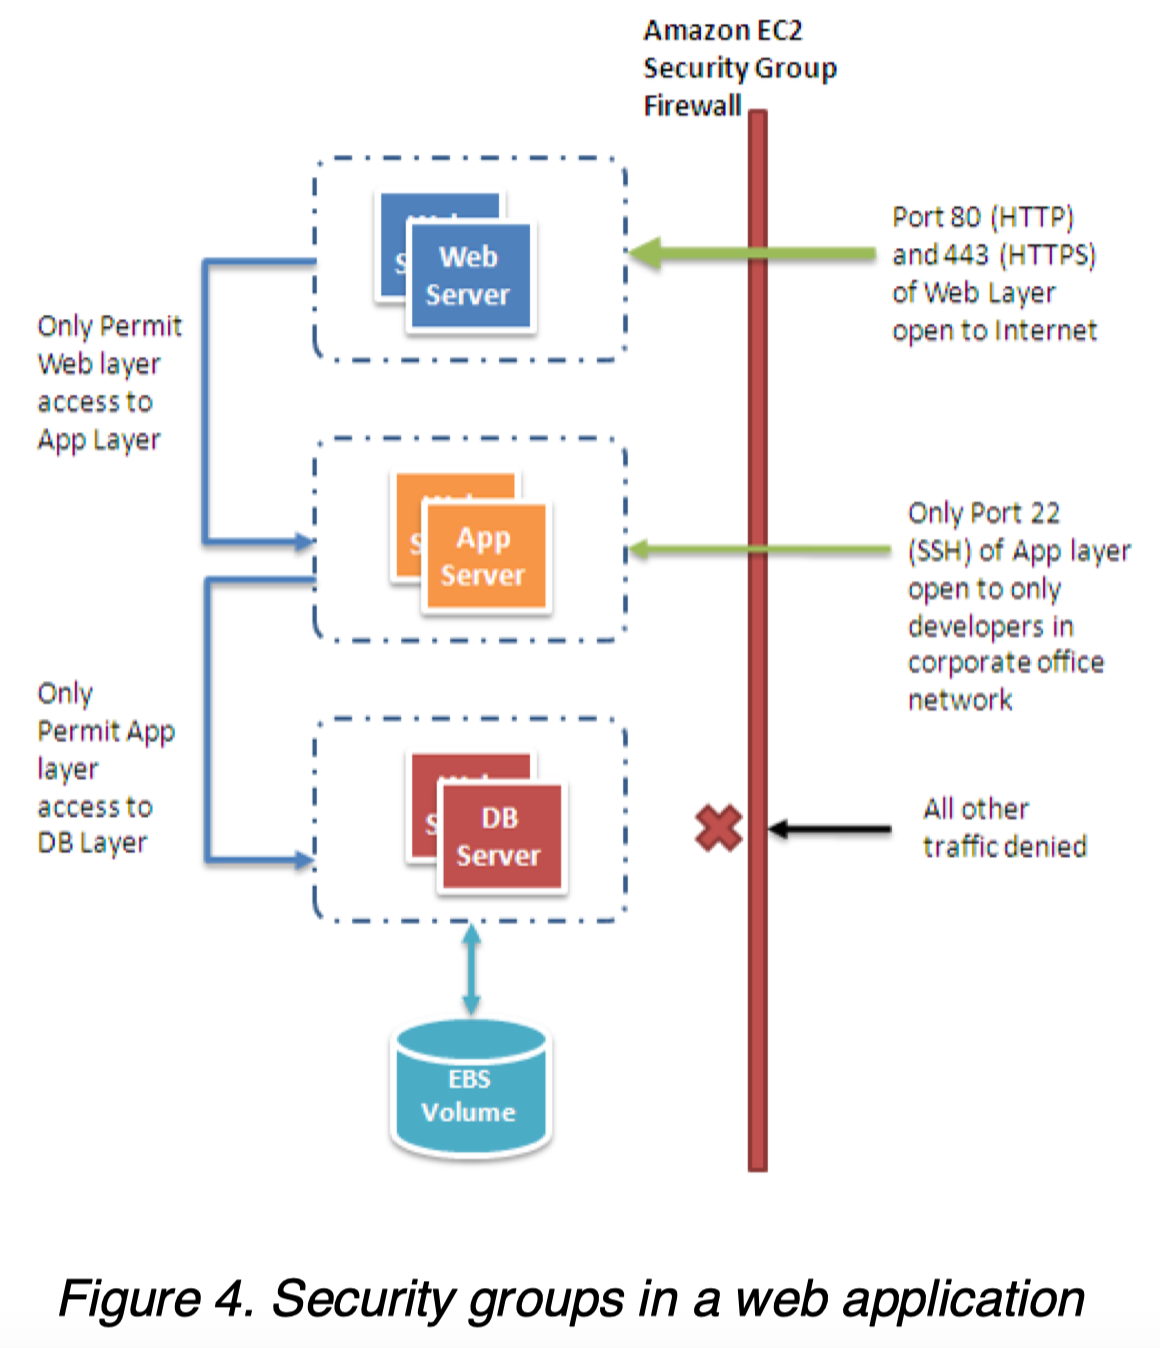 Amazon EC2
Security Group
Firewall
Web
Server
Port 80 (HTTP)
and 443 (HTTPS)
of Web Layer
open to Internet
Only Permit
Web layer
access to
App Layer
App
Server
Only Port 22
(SSH) of App layer
open to only
developers in
corporate office
network
Only
Permit App
layer
access to
DB Layer
DB
Server
All other
traffic denied
EBS
Volume
Figure 4. Security groups in a web application